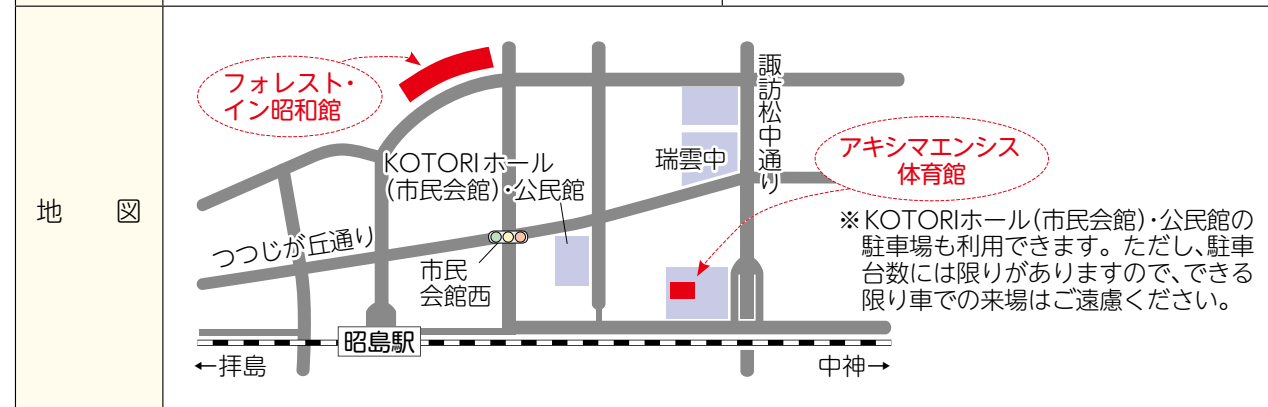 地 図
フォレスト・
イン昭和館
諏訪松中通り
KOTORIホール
(市民会館)・公民館
瑞雲中
アキシマエンシス
体育館
つつじが丘通り
市民
会館西
※KOTORIホール(市民会館)・公民館の
駐車場も利用できます。ただし、駐車
台数には限りがありますので、できる
限り車での来場はご遠慮ください。
昭島駅
←拝島
中神→